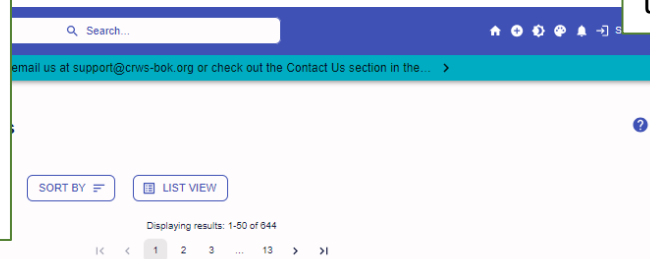 Search...
email us at support@crws-bok.org or check out the Contact Us section in the...
SORT BY
LIST VIEW
Displaying results: 1-50 of 644
1 2 3 ... 13